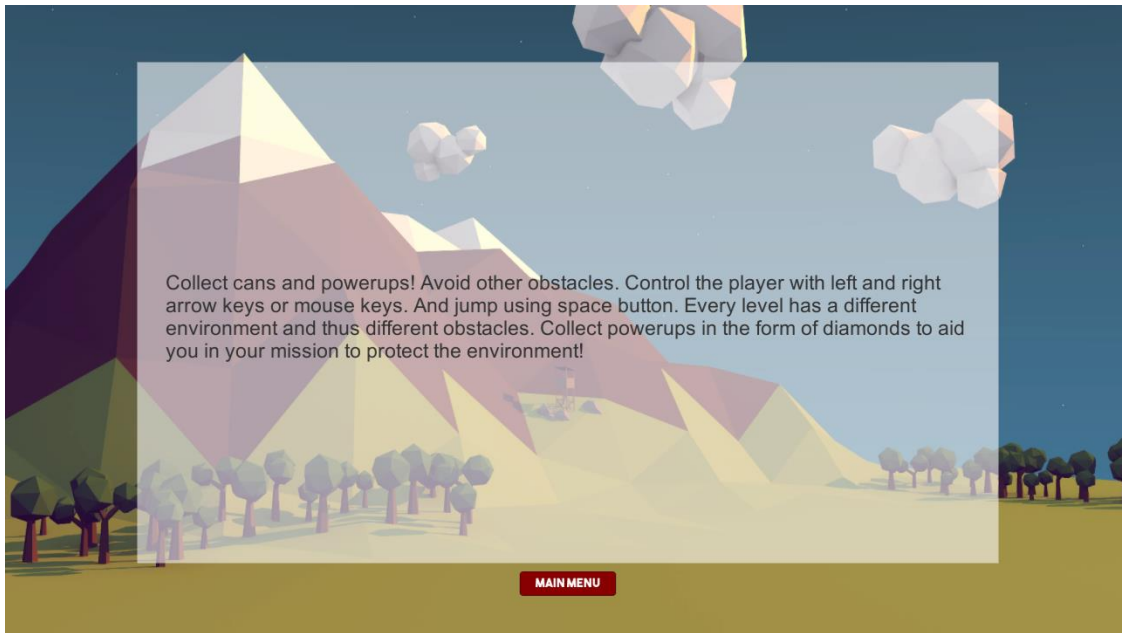 Collect cans and powerups! Avoid other obstacles. Control the player with left and right
arrow keys or mouse keys. And jump using space button. Every level has a different
environment and thus different obstacles. Collect powerups in the form of diamonds to aid
you in your mission to protect the environment!
MAIN MENU